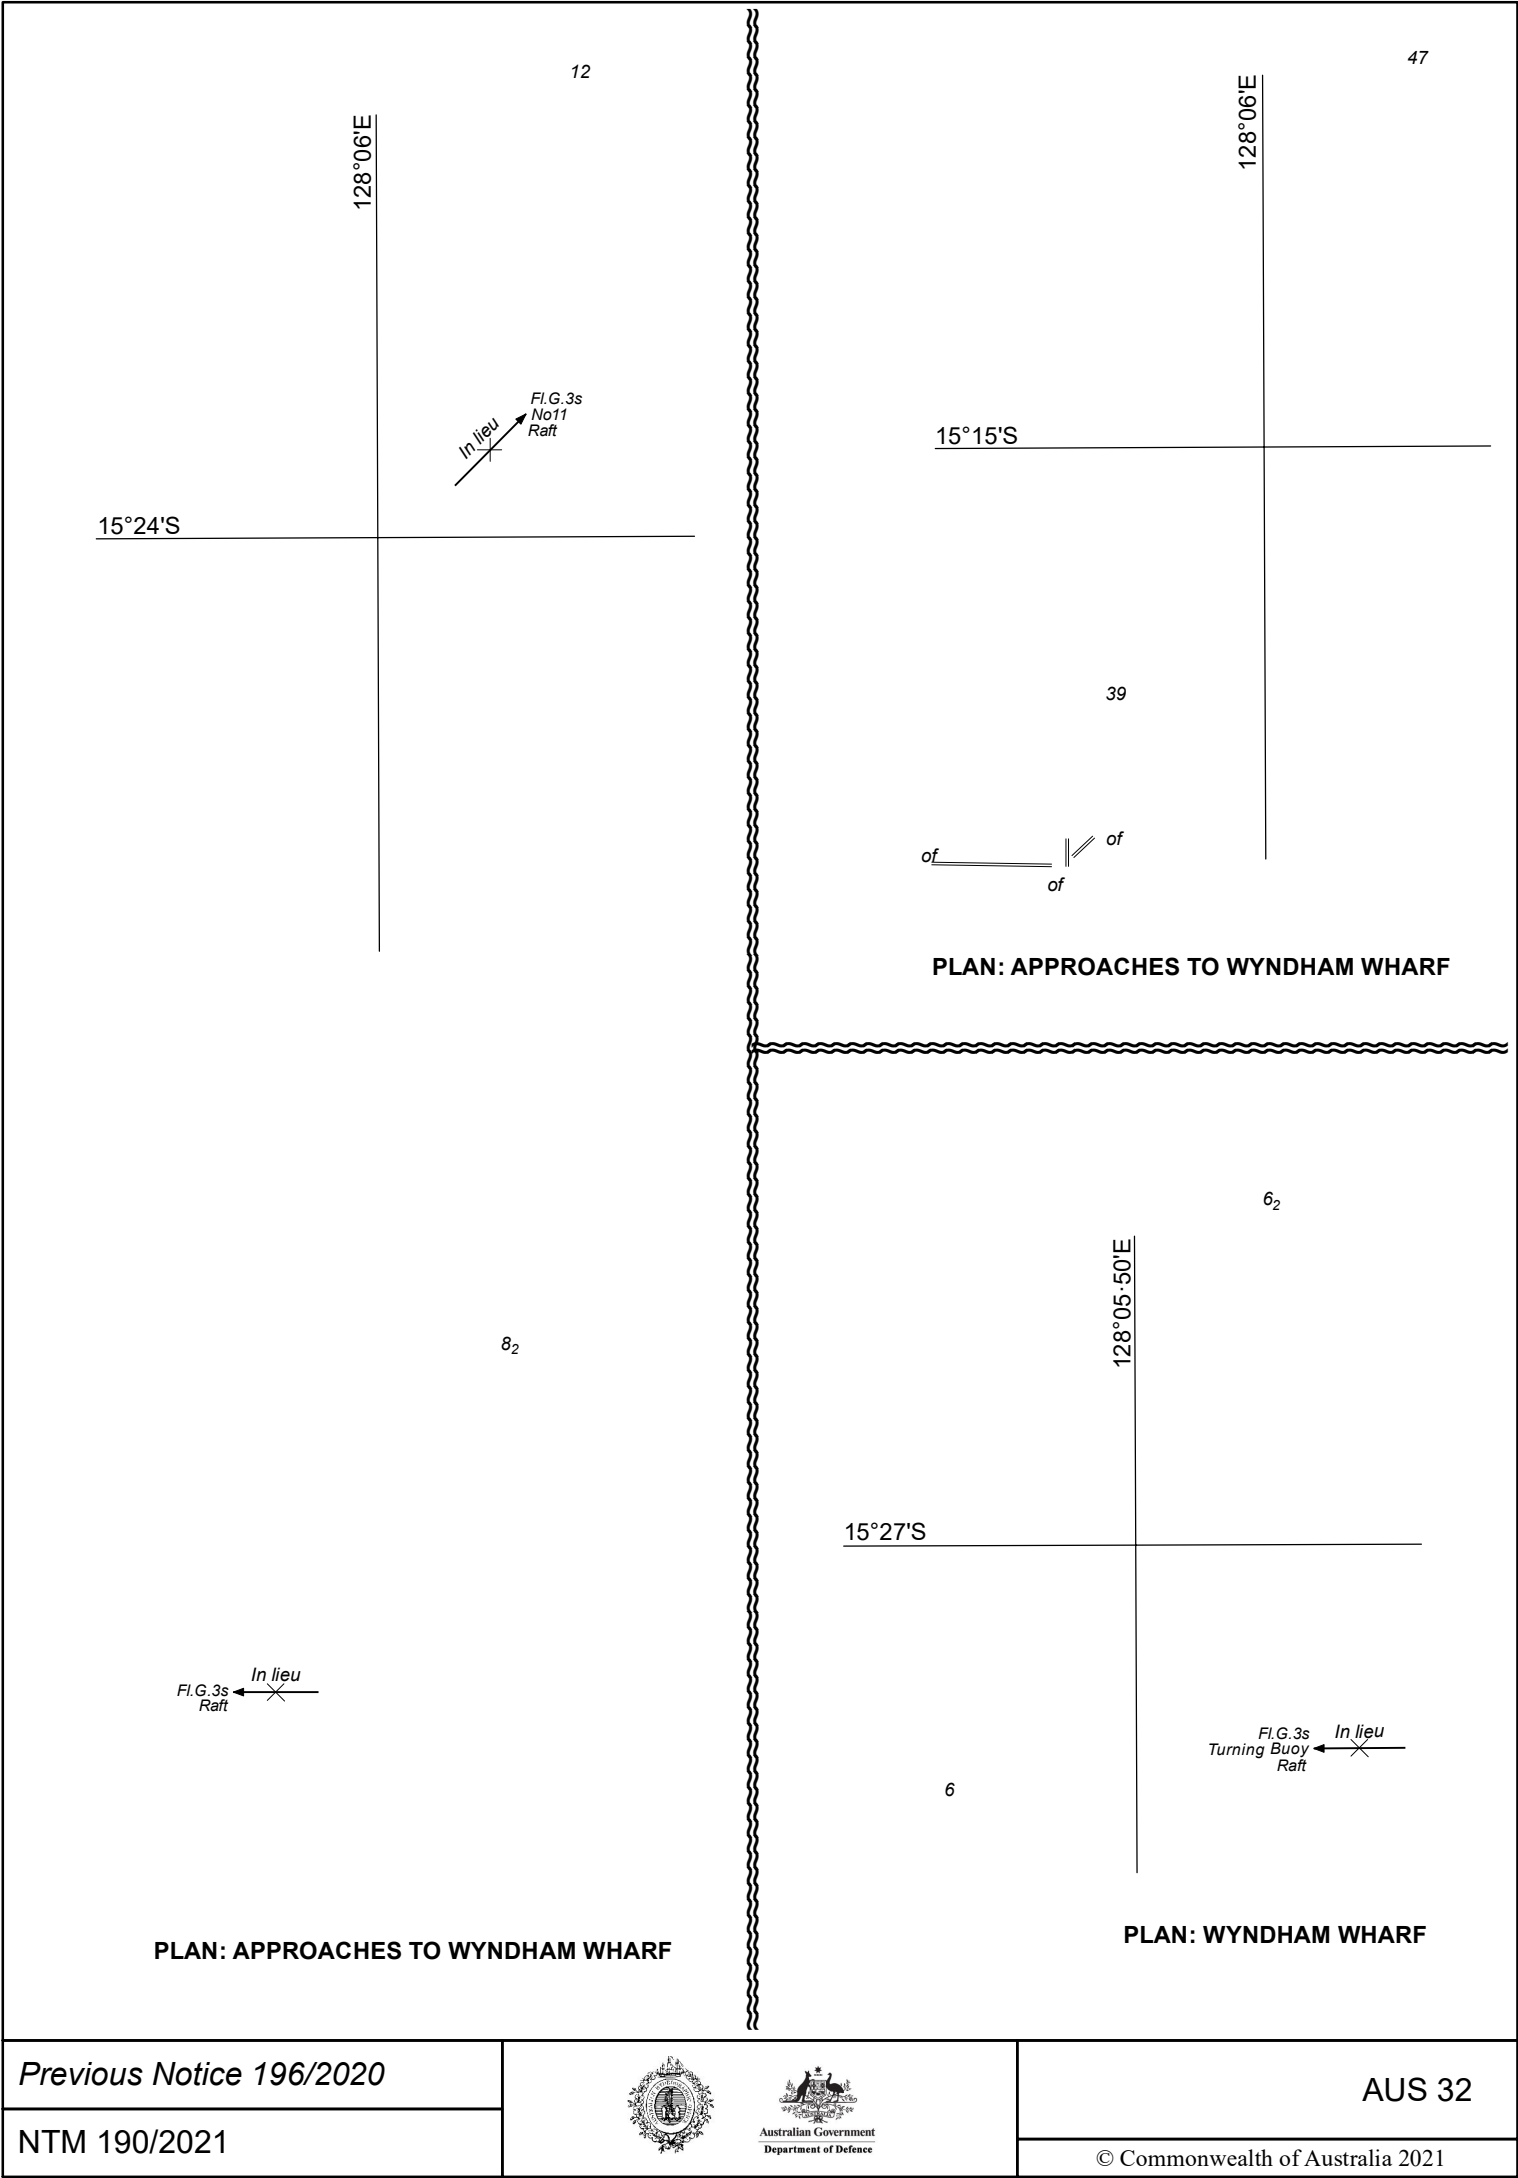 12
128°06'E
In lieu
Fl.G.3s
No11
Raft
15°24'S
8₂
In lieu
Fl.G.3s
Raft
PLAN: APPROACHES TO WYNDHAM WHARF
47
128°06'E
15°15'S
39
of
of
of
PLAN: APPROACHES TO WYNDHAM WHARF
6₂
128°05·50'E
15°27'S
Fl.G.3s
In lieu
Turning Buoy
Raft
6
PLAN: WYNDHAM WHARF
Previous Notice 196/2020
NTM 190/2021
Australian Government
Department of Defence
AUS 32
© Commonwealth of Australia 2021